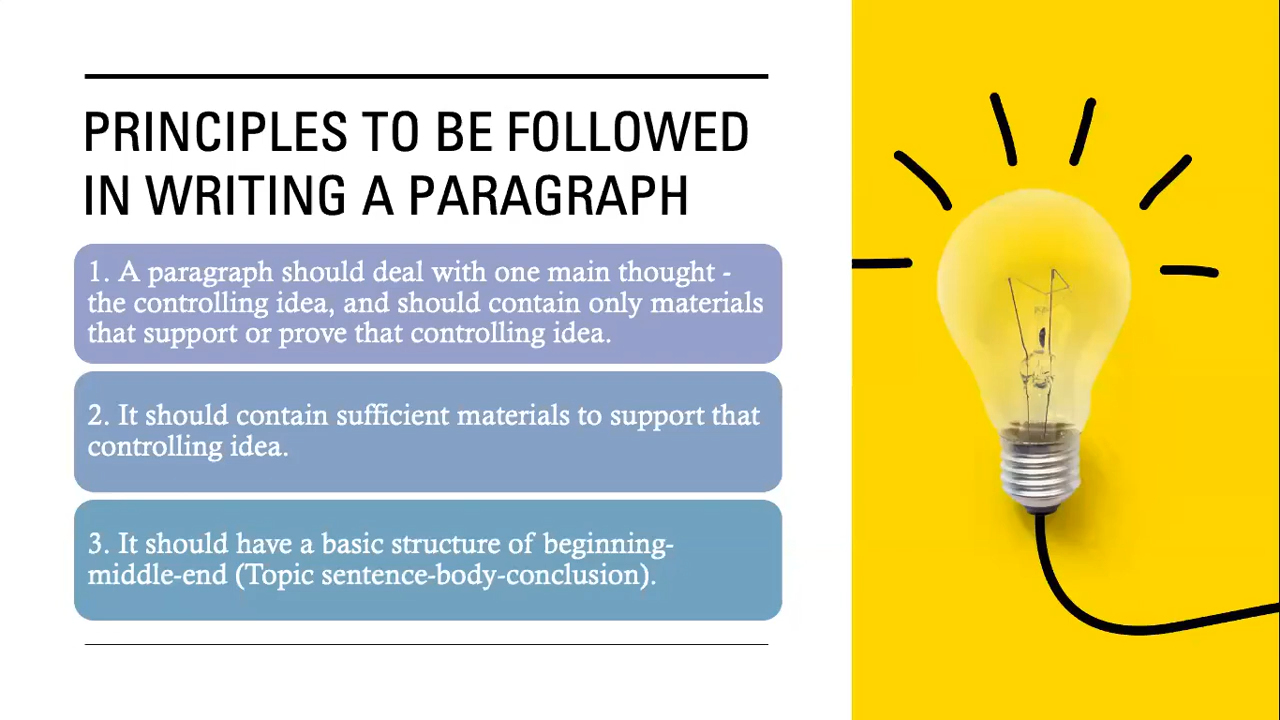 PRINCIPLES TO BE FOLLOWED
IN WRITING A PARAGRAPH
1. A paragraph should deal with one main thought -
the controlling idea, and should contain only materials
that support or prove that controlling idea.
2. It should contain sufficient materials to support that
controlling idea.
3. It should have a basic structure of beginning-
middle-end (Topic sentence-body-conclusion).